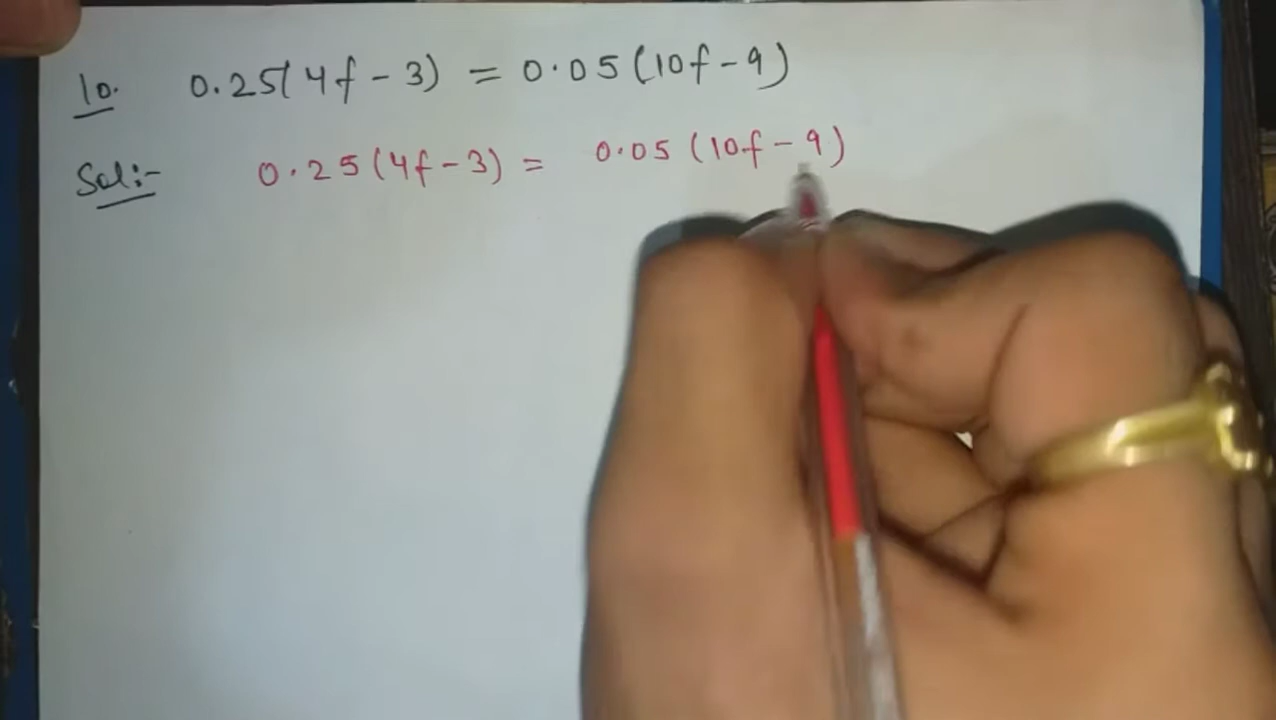 10. 0.25(4f-3) = 0.05(10f-9)
Sol:- 0.25(4f-3) = 0.05(10f-9)